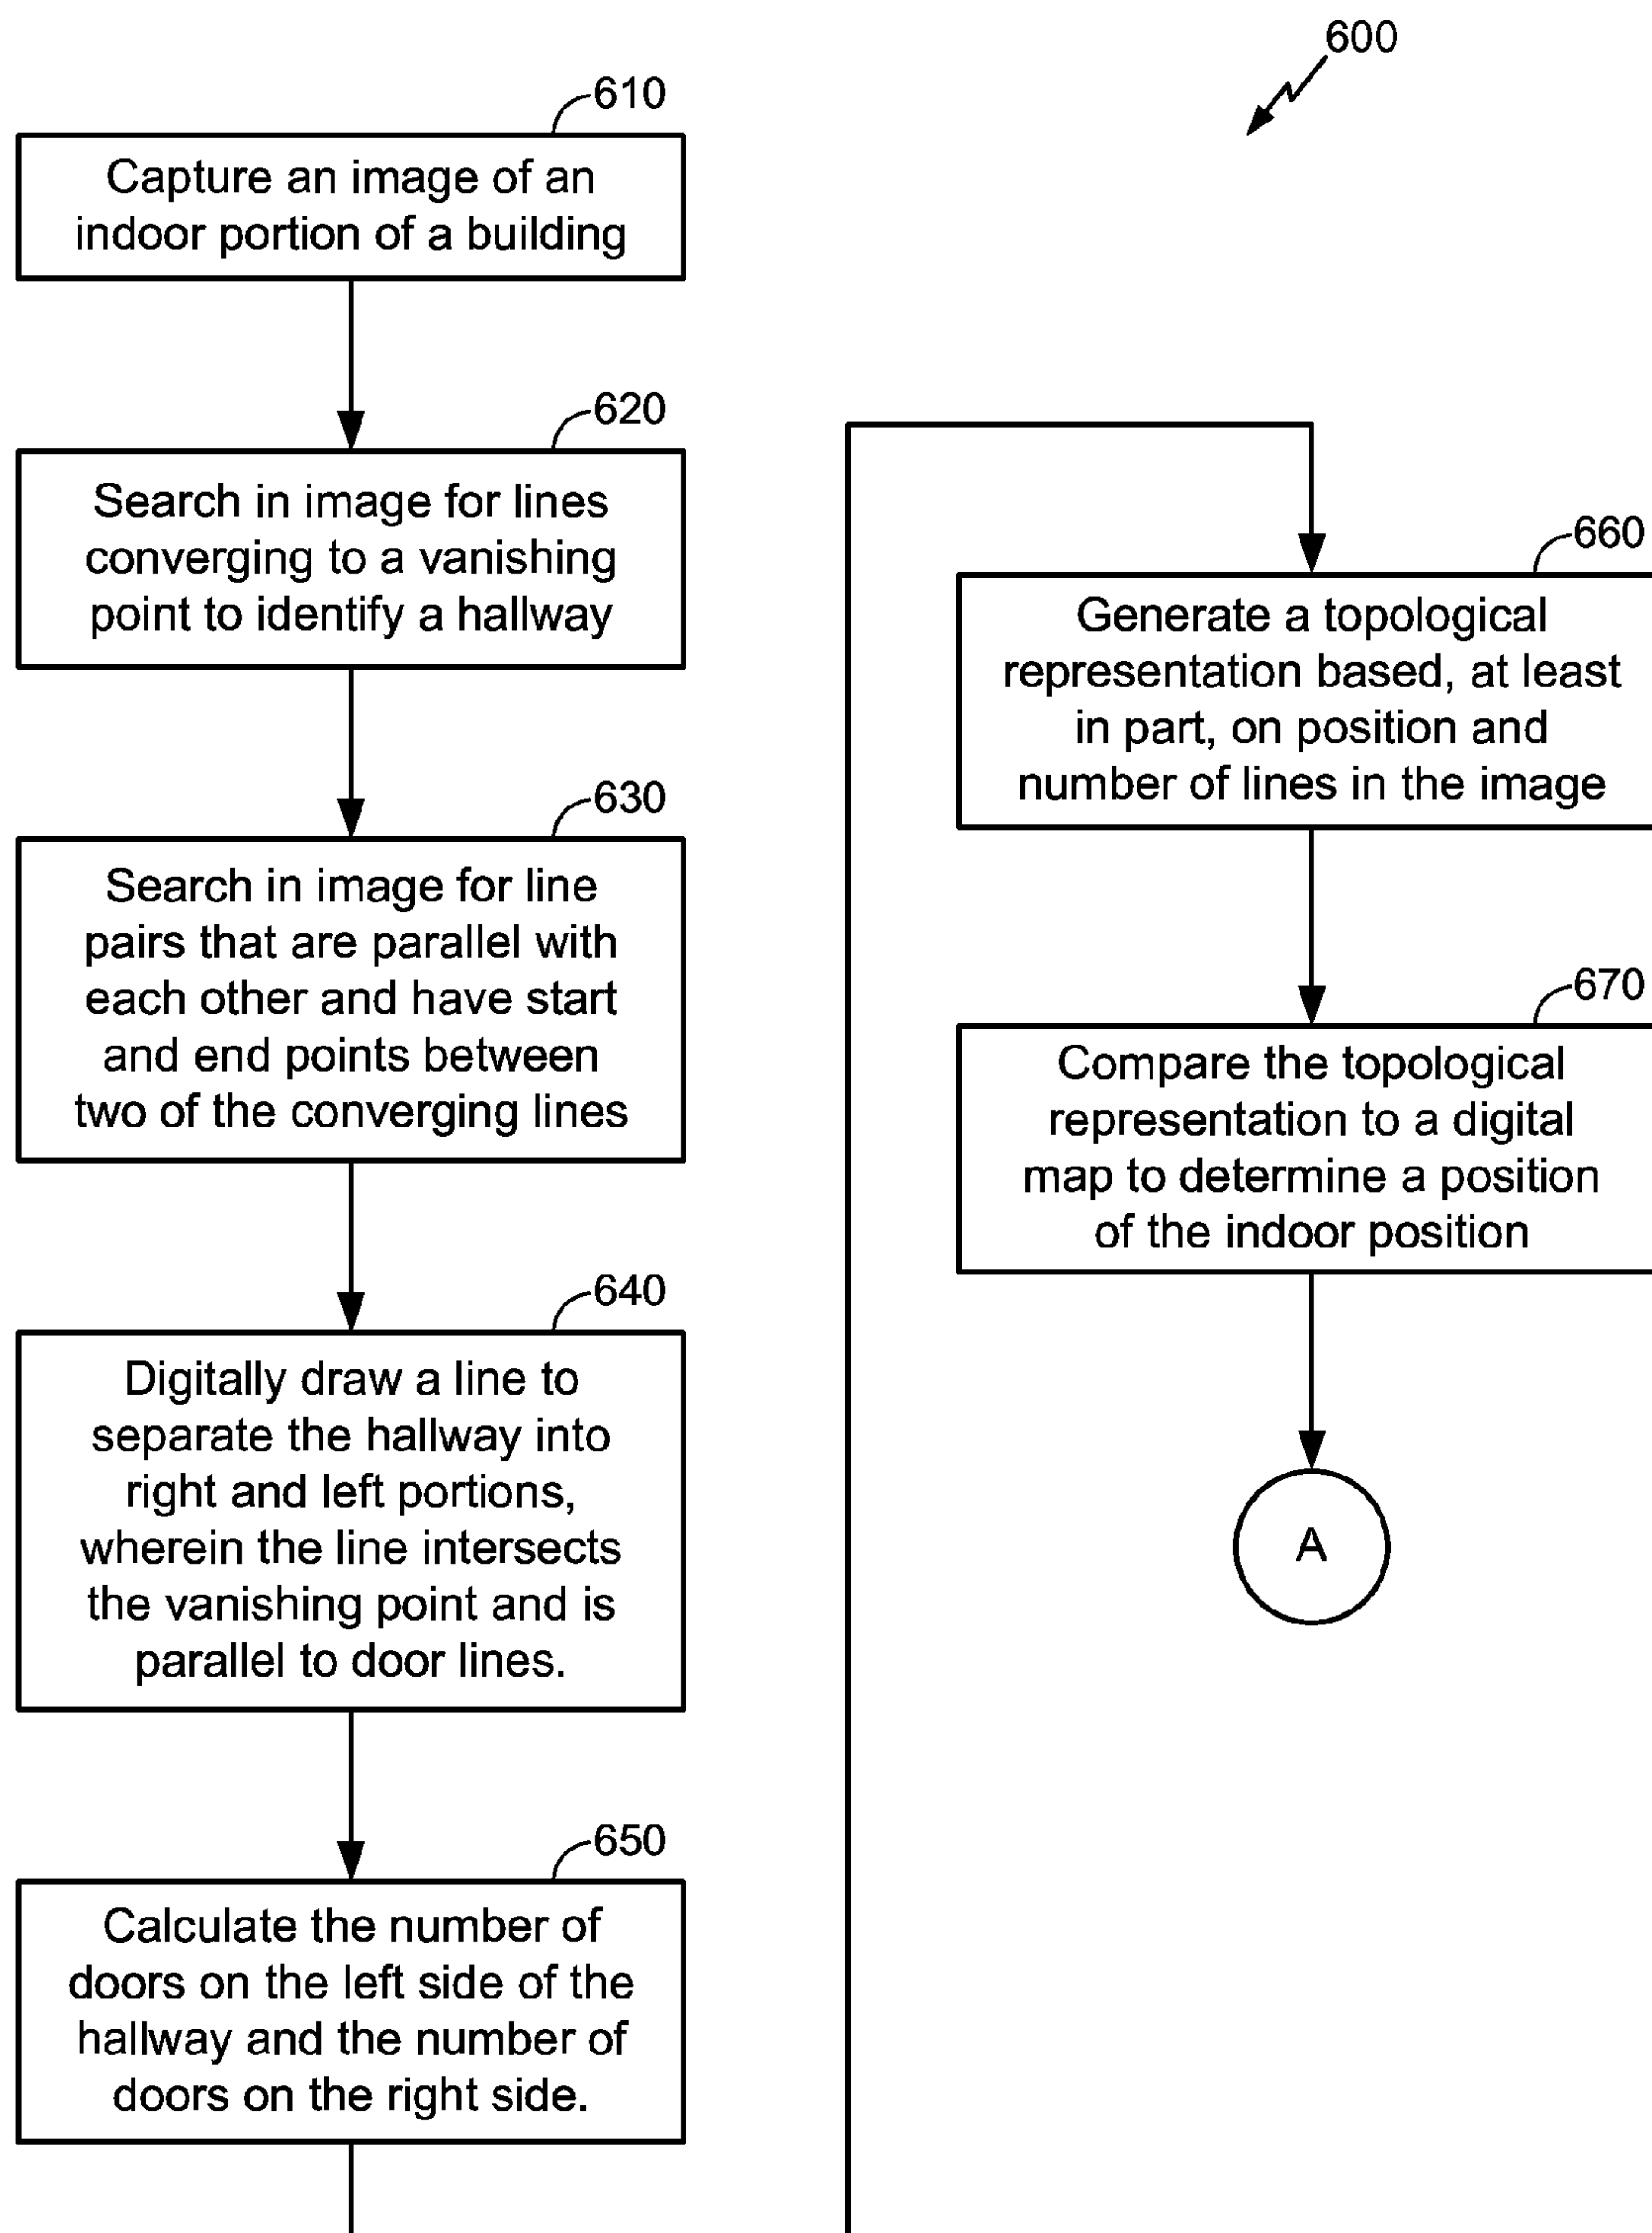 600
610
Capture an image of an
indoor portion of a building
620
Search in image for lines
converging to a vanishing
point to identify a hallway
630
Search in image for line
pairs that are parallel with
each other and have start
and end points between
two of the converging lines
640
Digitally draw a line to
separate the hallway into
right and left portions,
wherein the line intersects
the vanishing point and is
parallel to door lines.
650
Calculate the number of
doors on the left side of the
hallway and the number of
doors on the right side.
660
Generate a topological
representation based, at least
in part, on position and
number of lines in the image
670
Compare the topological
representation to a digital
map to determine a position
of the indoor position
A